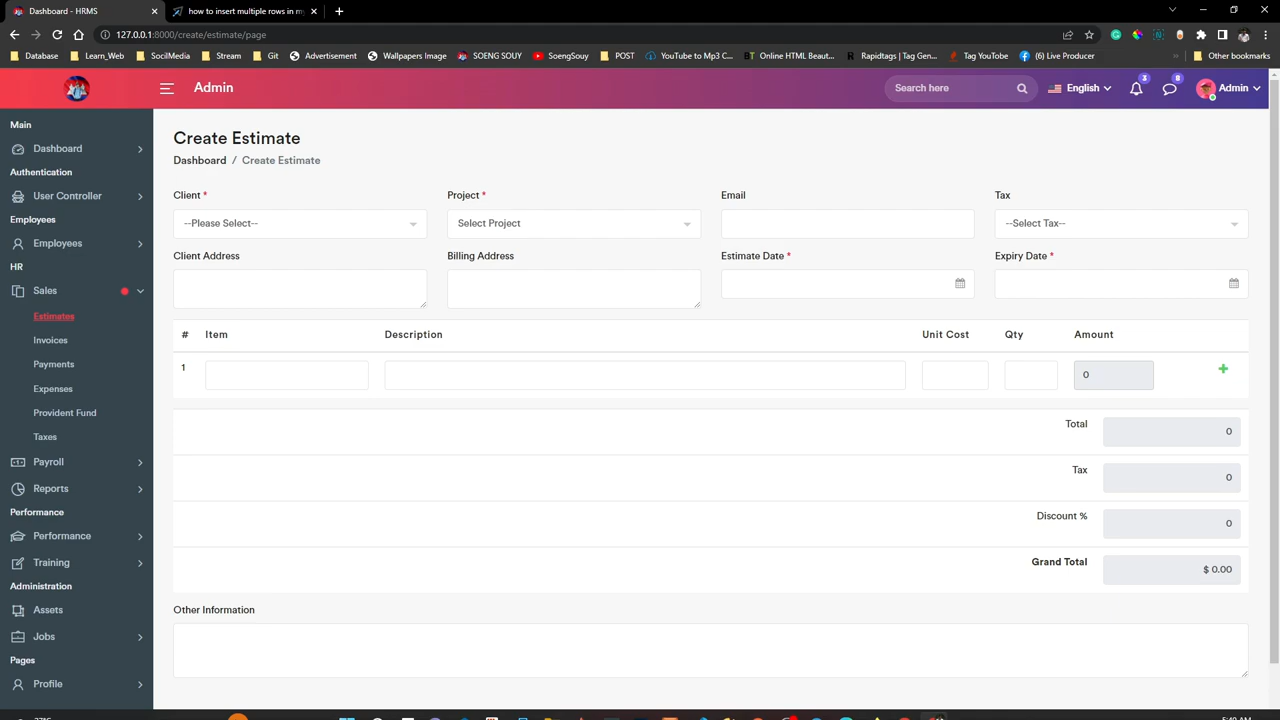 Dashboard - HRMS
how to insert multiple rows in my
127.0.0.1:8000/create/estimate/page
Database
Learn_Web
SocilMedia
Stream
Git
Advertisement
Wallpapers Image
SOENG SOUY
SoengSouy
POST
YouTube to Mp3 C...
Online HTML Beaut...
Rapidtags | Tag Gener...
Tag YouTube
(6) Live Producer
Other bookmarks
Admin
Search here
English
3
8
Admin
Main
Dashboard
Authentication
User Controller
Employees
Employees
HR
Sales
Estimates
Invoices
Payments
Expenses
Provident Fund
Taxes
Payroll
Reports
Performance
Performance
Training
Administration
Assets
Jobs
Pages
Profile
Create Estimate
Dashboard / Create Estimate
Client * Project * Email Tax
--Please Select-- Select Project --Select Tax--
Client Address Billing Address Estimate Date * Expiry Date *
# Item Description Unit Cost Qty Amount
1 0
Total 0
Tax 0
Discount % 0
Grand Total $ 0.00
Other Information